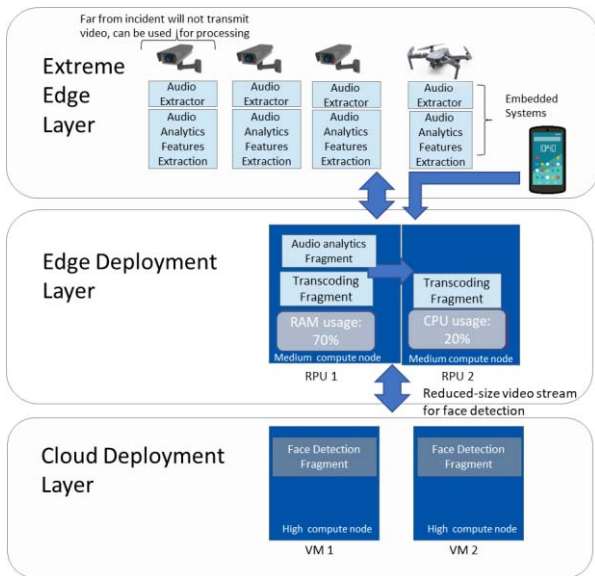 Far from incident will not transmit
video, can be used for processing
Extreme
Edge
Layer
Audio
Extractor
Audio
Analytics
Features
Extraction
Audio
Extractor
Audio
Analytics
Features
Extraction
Audio
Extractor
Audio
Analytics
Features
Extraction
Audio
Extractor
Audio
Analytics
Features
Extraction
Embedded
Systems
10:40
Edge Deployment
Layer
Audio analytics
Fragment
Transcoding
Fragment
RAM usage:
70%
Medium compute node
RPU 1
Transcoding
Fragment
CPU usage:
20%
Medium compute node
RPU 2
Reduced-size video stream
for face detection
Cloud Deployment
Layer
Face Detection
Fragment
High compute node
VM 1
Face Detection
Fragment
High compute node
VM 2